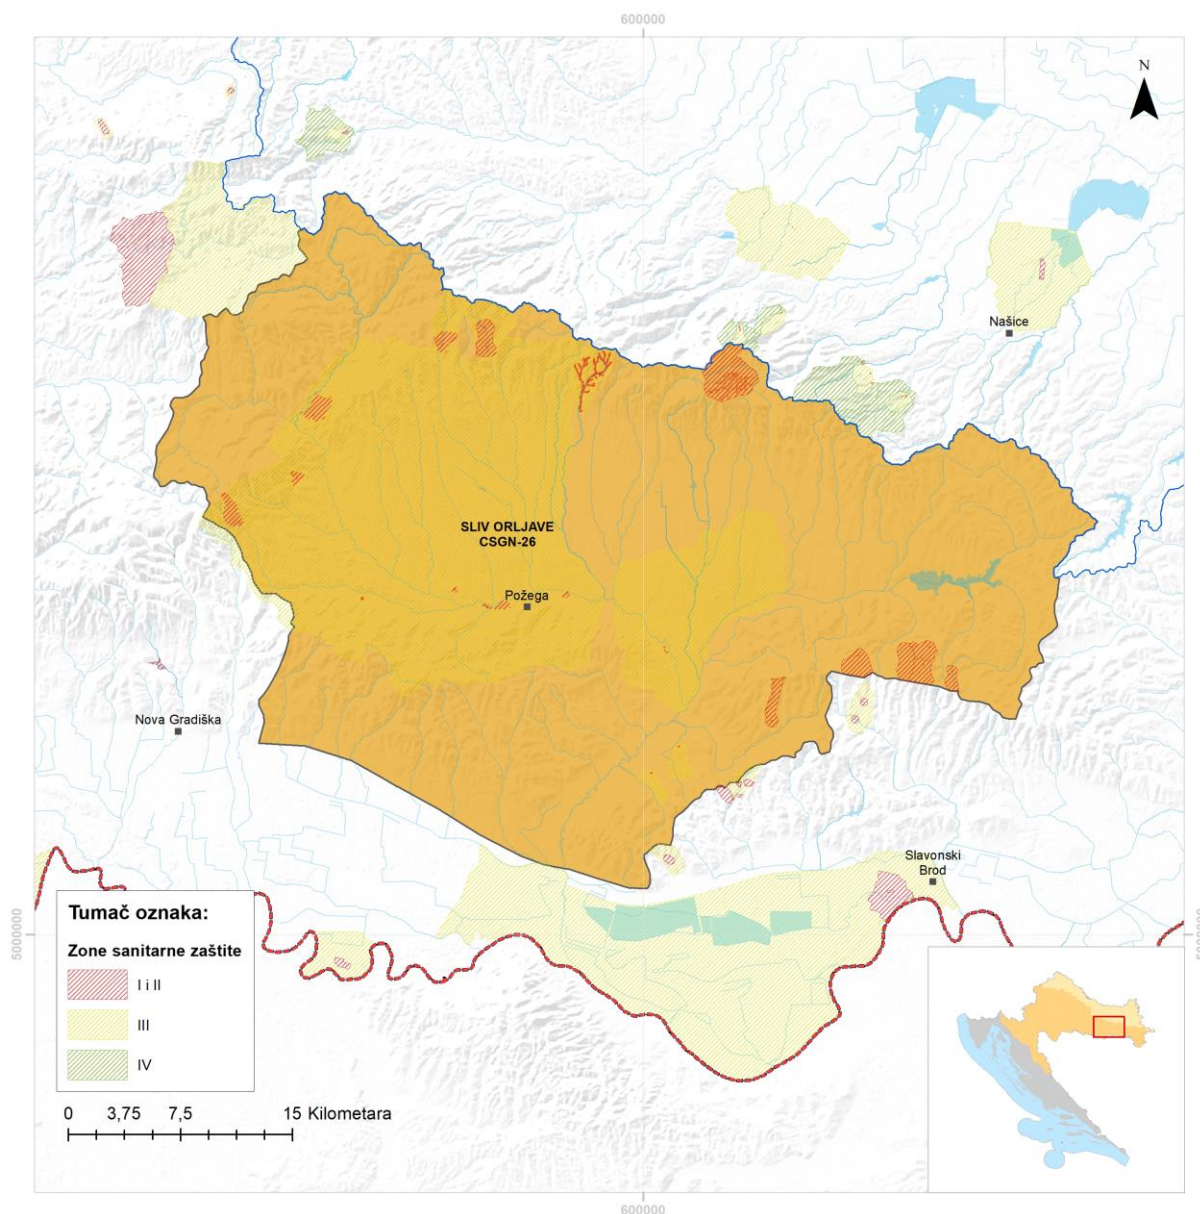 600000
N
Našice
SLIV ORLJAVE
CSGN-26
Požega
Nova Gradiška
Slavonski
Brod
5000000
Tumač oznaka:
Zone sanitarne zaštite
I i II
III
IV
0 3,75 7,5 15 Kilometara
600000